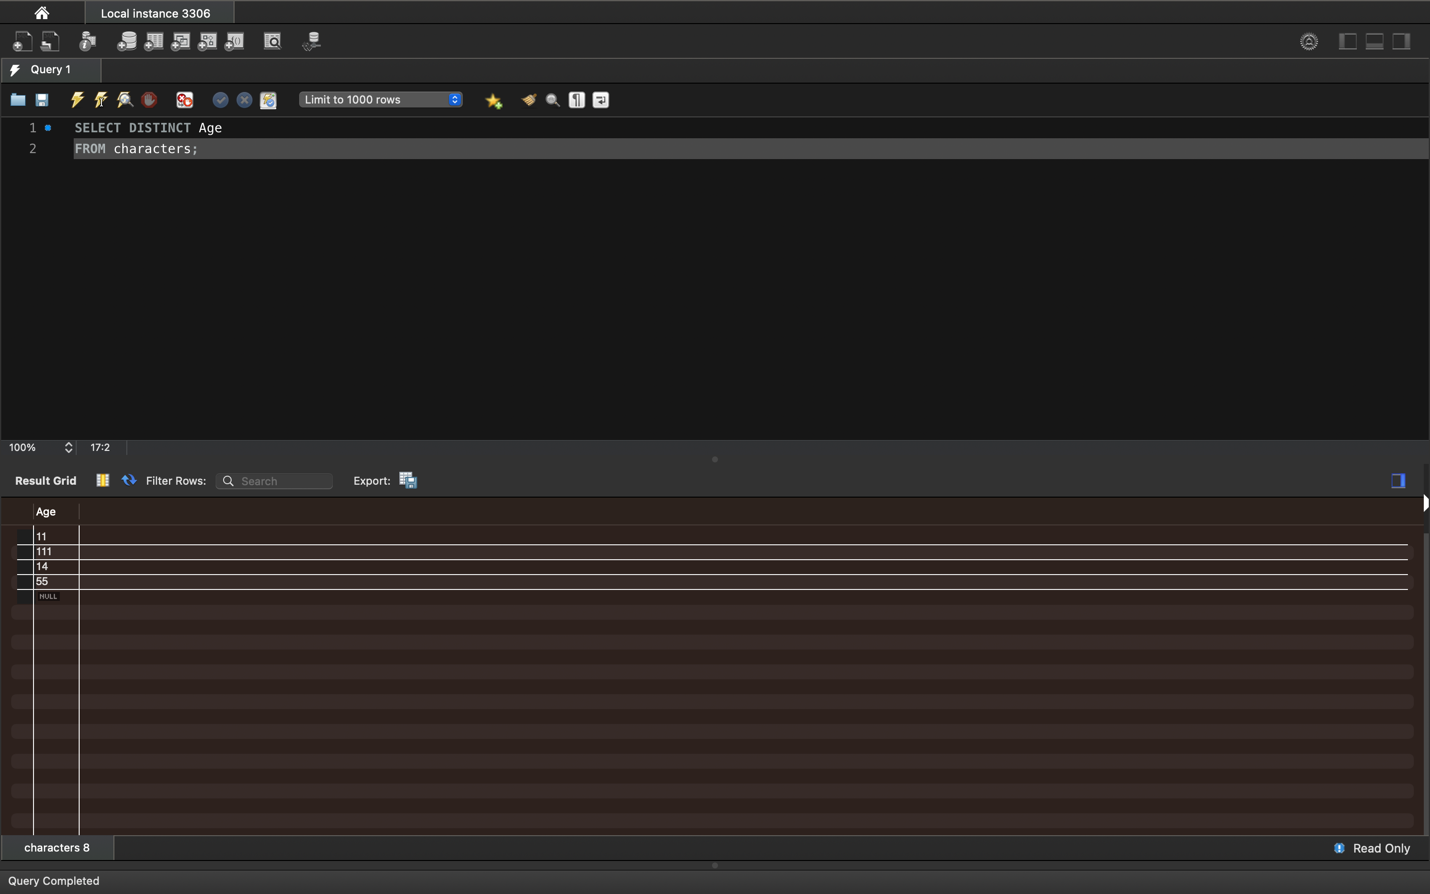 Local instance 3306
Query 1
Limit to 1000 rows
1 SELECT DISTINCT Age
2 FROM characters;
100% 17:2
Result Grid Filter Rows: Search Export:
Age
11
111
14
55
NULL
characters 8
Read Only
Query Completed